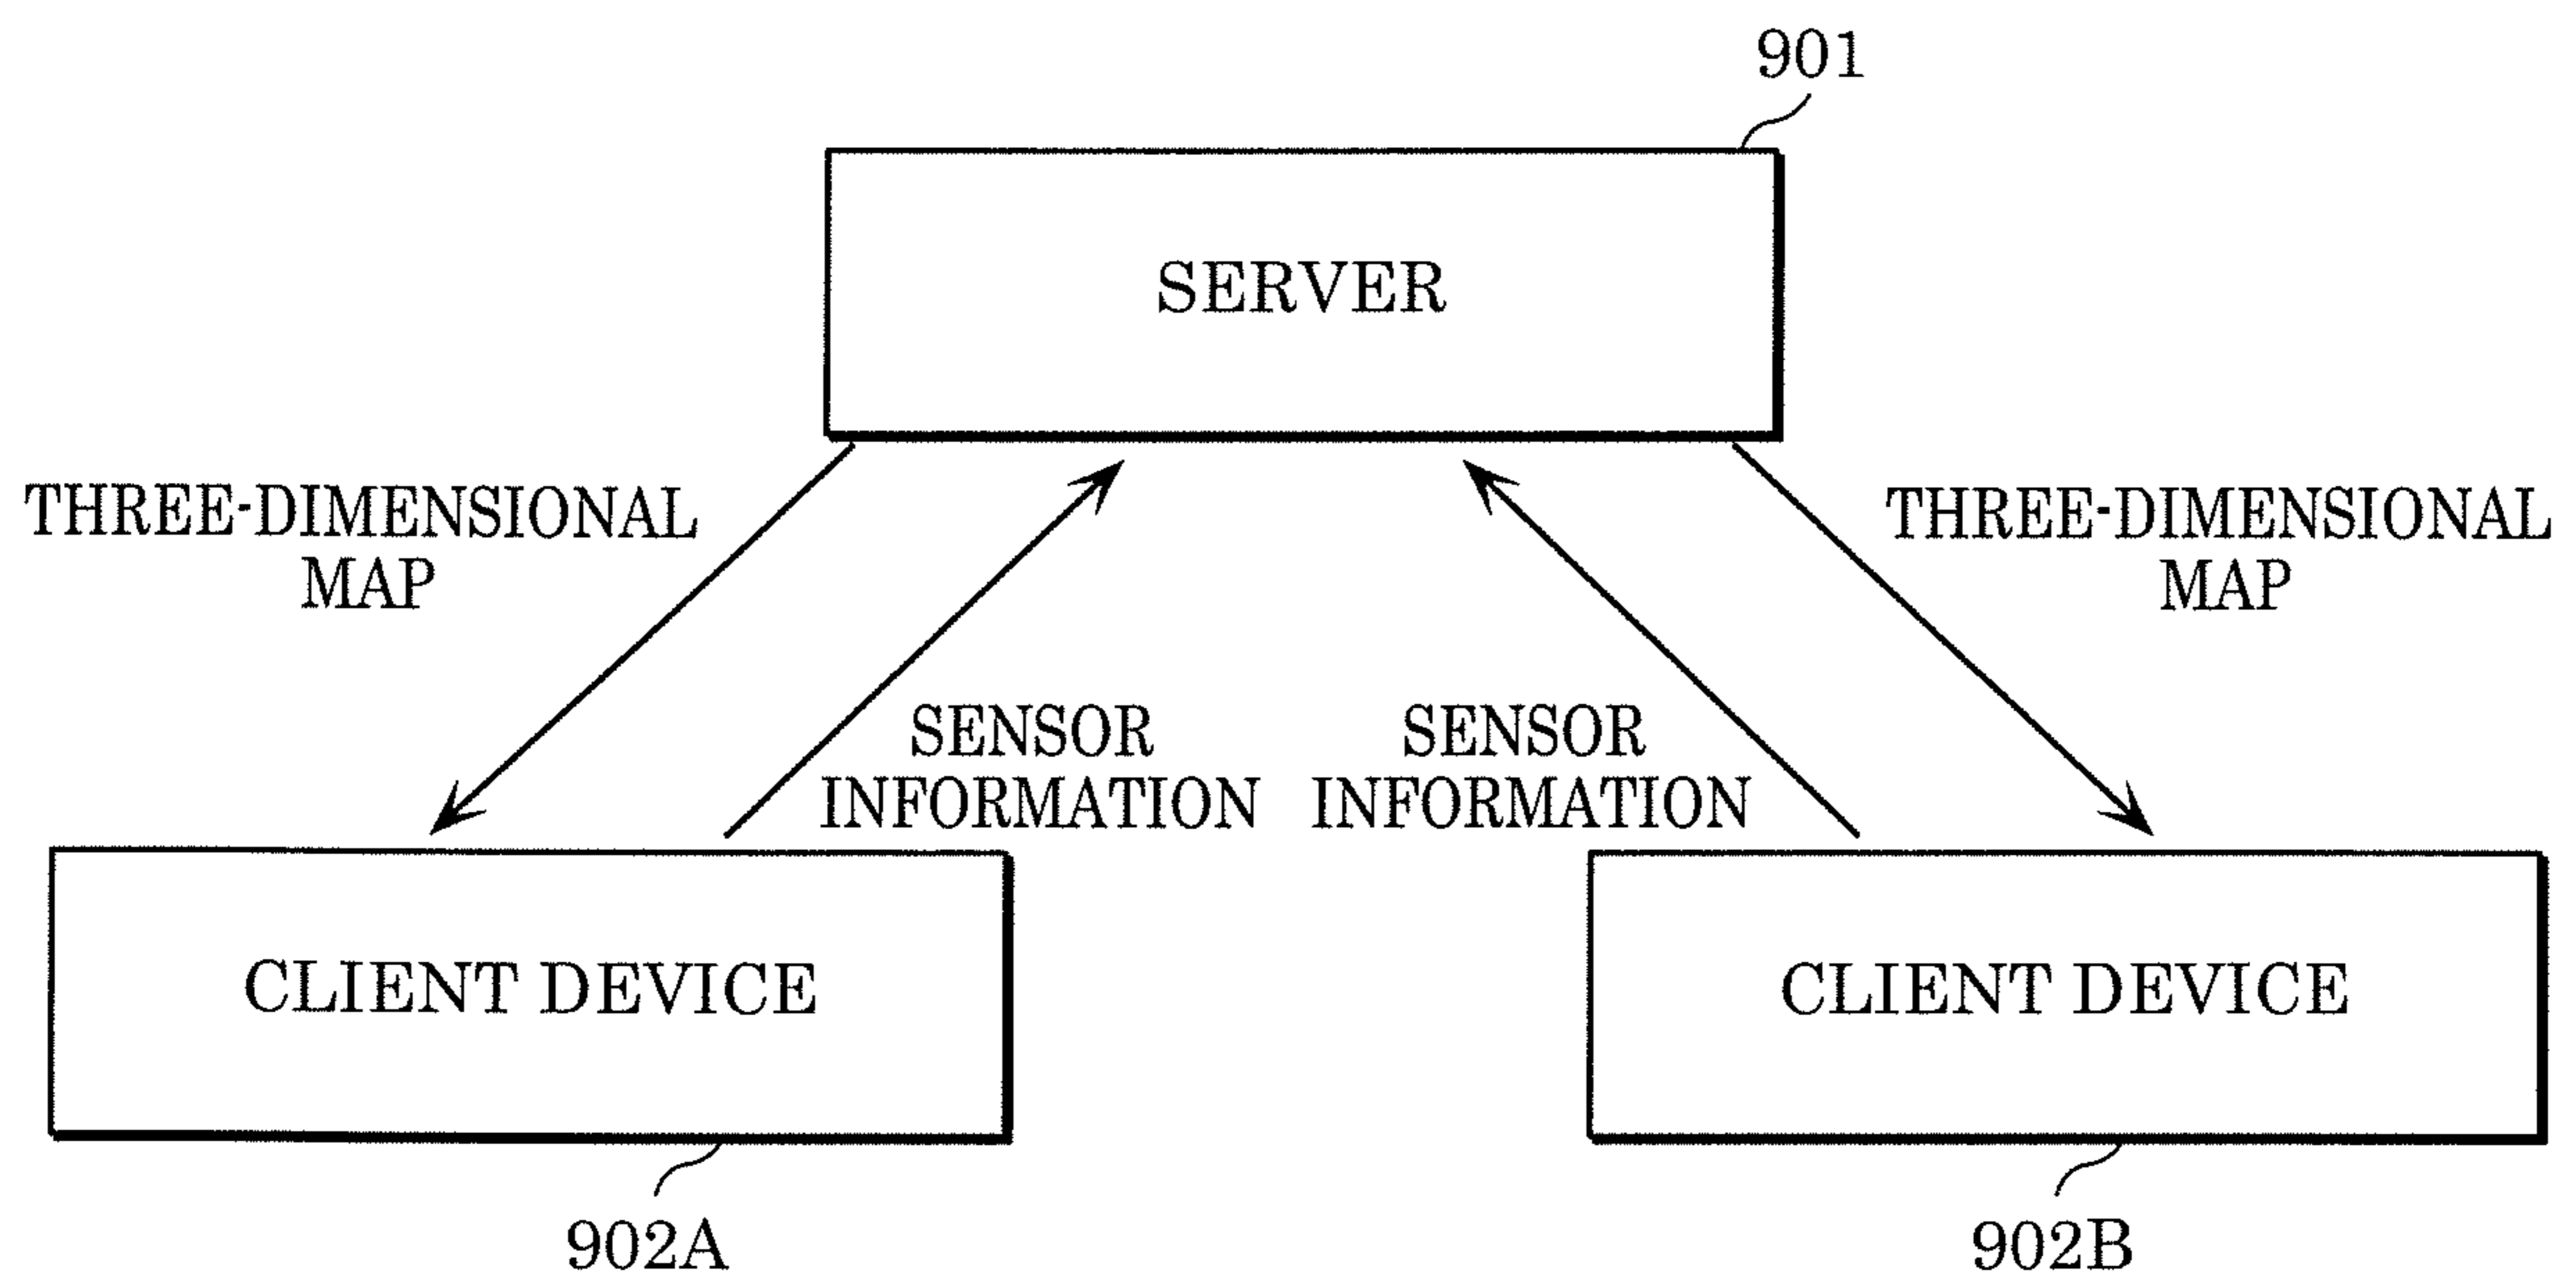 901
SERVER
THREE-DIMENSIONAL
MAP
THREE-DIMENSIONAL
MAP
SENSOR
INFORMATION
SENSOR
INFORMATION
CLIENT DEVICE
CLIENT DEVICE
902A
902B